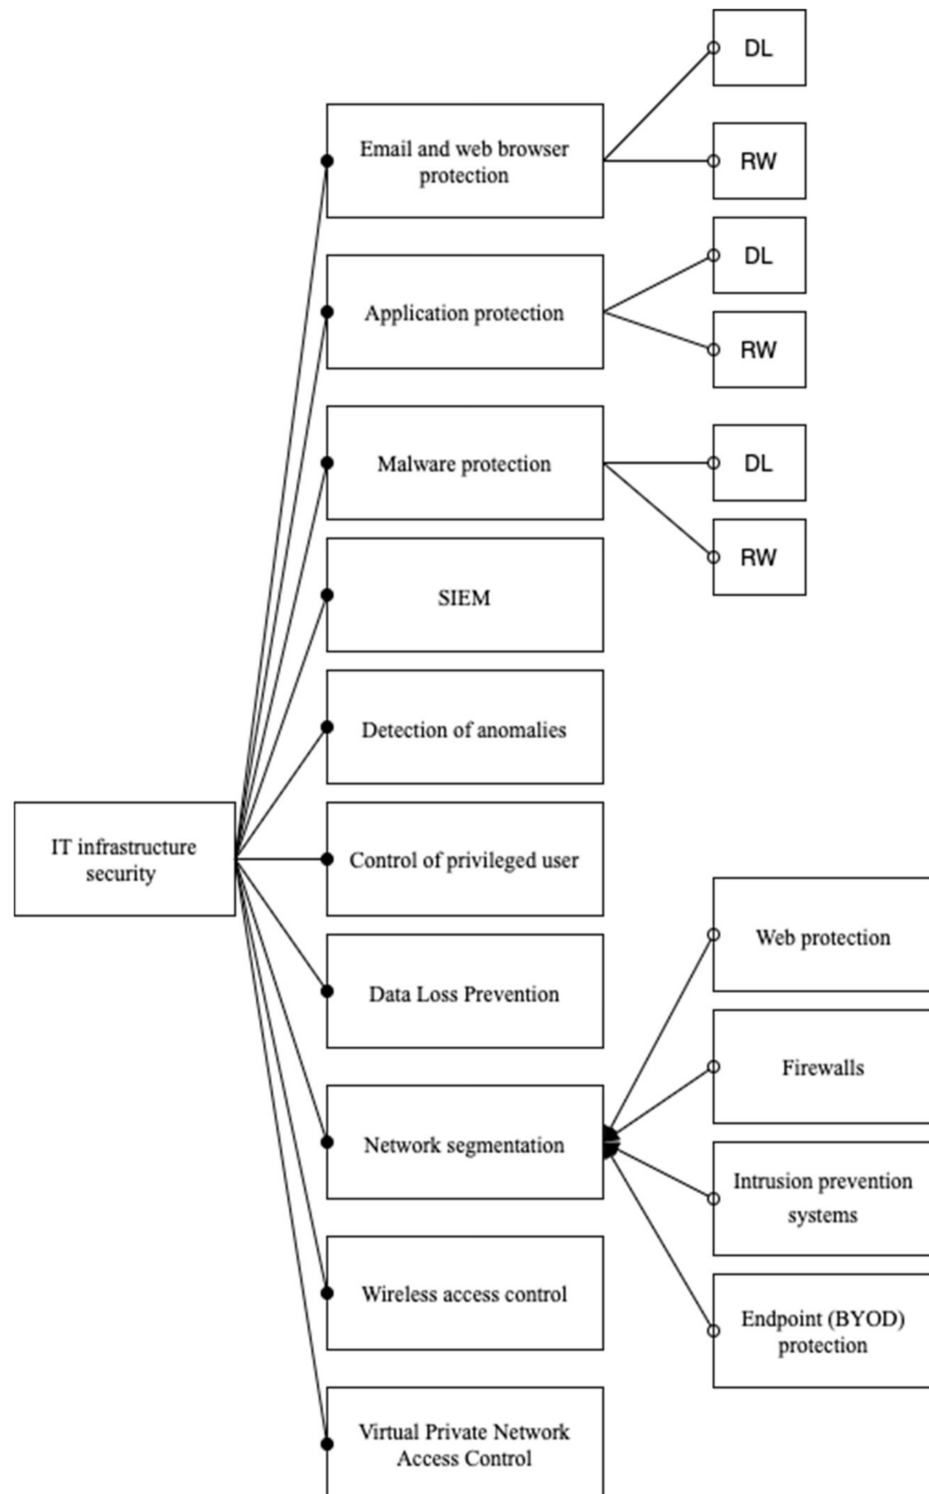 DL
Email and web browser
protection
RW
DL
Application protection
RW
Malware protection
DL
RW
SIEM
Detection of anomalies
IT infrastructure
security
Control of privileged user
Web protection
Data Loss Prevention
Firewalls
Network segmentation
Intrusion prevention
systems
Wireless access control
Endpoint (BYOD)
protection
Virtual Private Network
Access Control